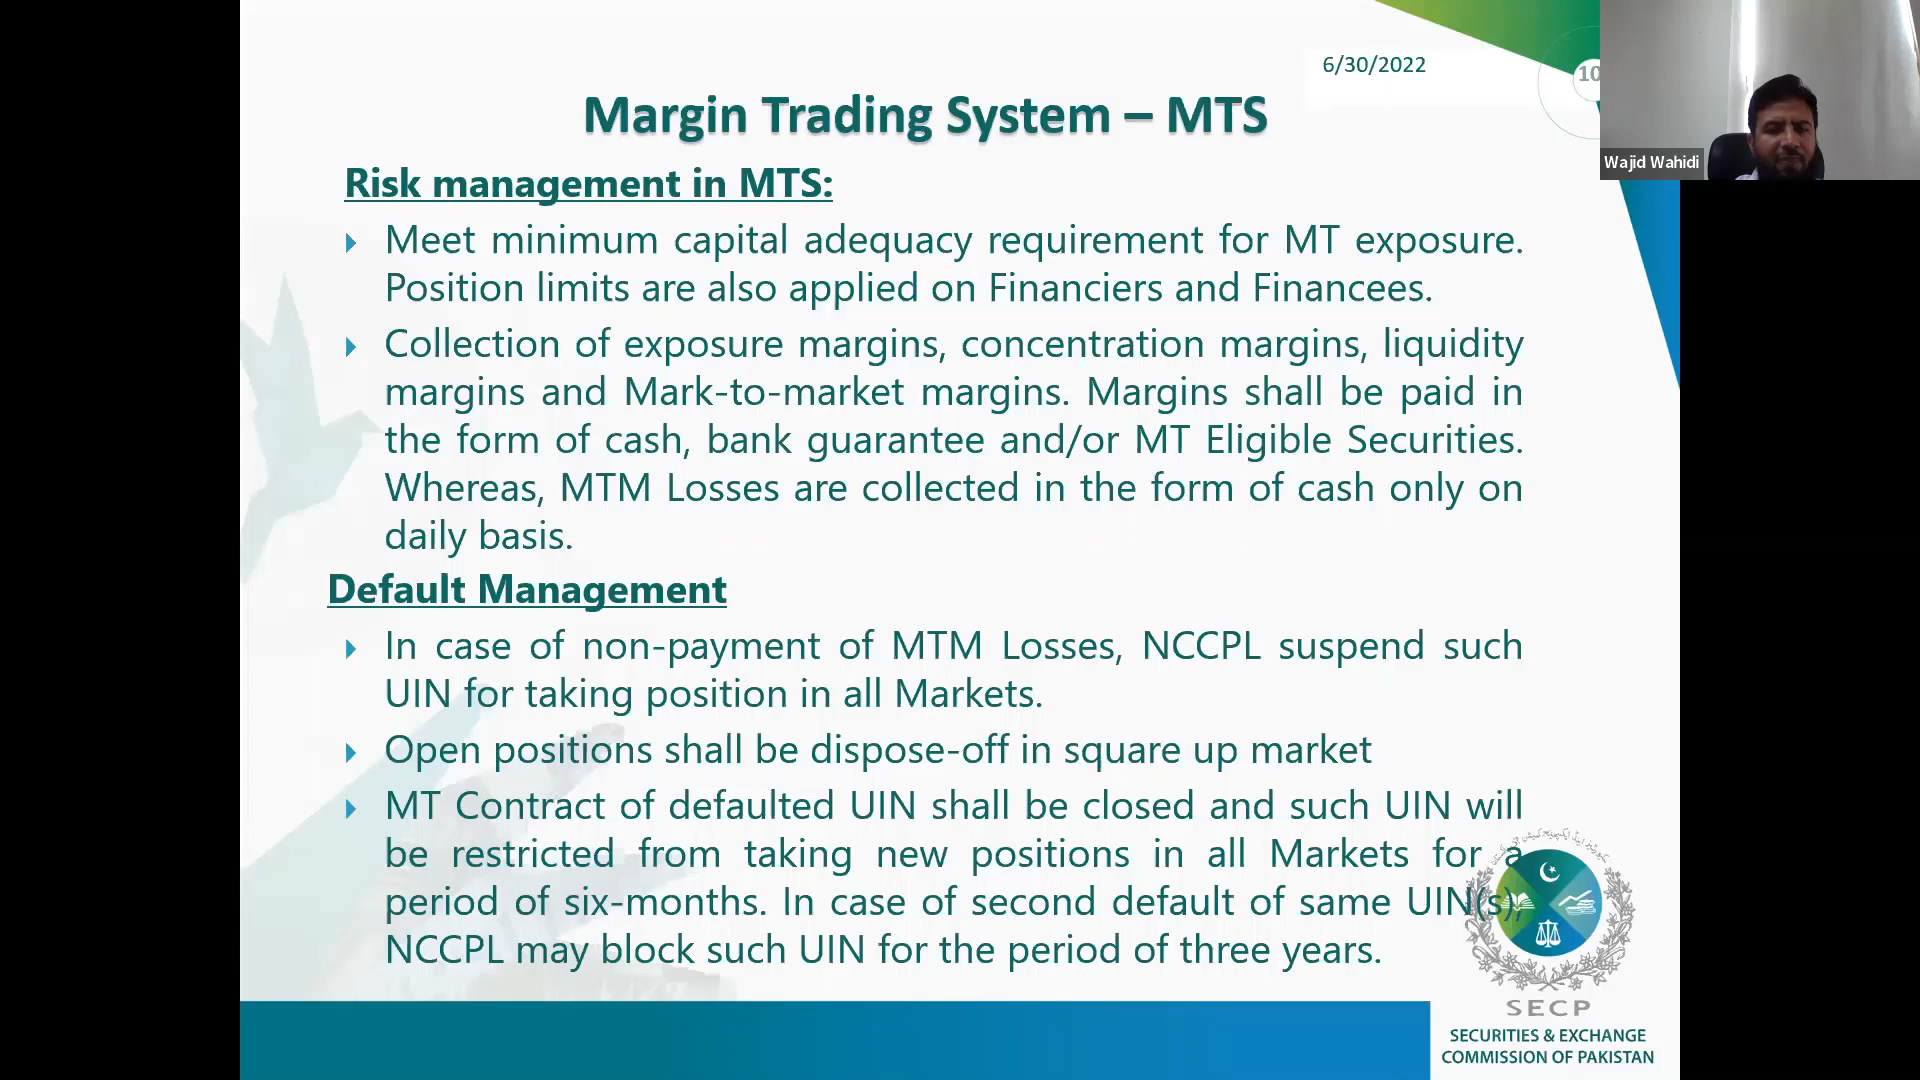 6/30/2022
10
Margin Trading System – MTS
Wajid Wahidi
Risk management in MTS:
Meet minimum capital adequacy requirement for MT exposure.
Position limits are also applied on Financiers and Financees.
Collection of exposure margins, concentration margins, liquidity
margins and Mark-to-market margins. Margins shall be paid in
the form of cash, bank guarantee and/or MT Eligible Securities.
Whereas, MTM Losses are collected in the form of cash only on
daily basis.
Default Management
In case of non-payment of MTM Losses, NCCPL suspend such
UIN for taking position in all Markets.
Open positions shall be dispose-off in square up market
MT Contract of defaulted UIN shall be closed and such UIN will
be restricted from taking new positions in all Markets for a
period of six-months. In case of second default of same UIN(s),
NCCPL may block such UIN for the period of three years.
SECP
SECURITIES & EXCHANGE
COMMISSION OF PAKISTAN